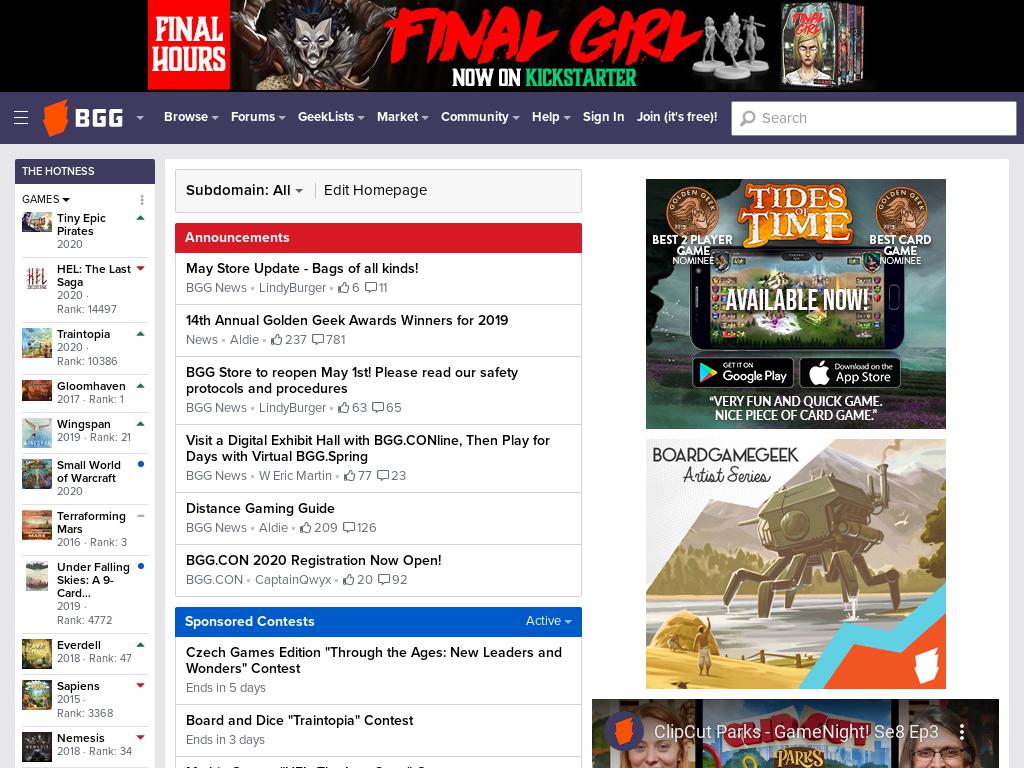 FINAL
HOURS
FINAL GIRL
NOW ON KICKSTARTER
BGG
Browse
Forums
GeekLists
Market
Community
Help
Sign In
Join (it's free)!
Search
THE HOTNESS
GAMES
Tiny Epic
Pirates
2020
HEL: The Last
Saga
2020 ·
Rank: 14497
Traintopia
2020 ·
Rank: 10386
Gloomhaven
2017 · Rank: 1
Wingspan
2019 · Rank: 21
Small World
of Warcraft
2020
Terraforming
Mars
2016 · Rank: 3
Under Falling
Skies: A 9-
Card...
2019 ·
Rank: 4772
Everdell
2018 · Rank: 47
Sapiens
2015 ·
Rank: 3368
Nemesis
2018 · Rank: 34
Subdomain: All
Edit Homepage
Announcements
May Store Update - Bags of all kinds!
BGG News • LindyBurger • 6 11
14th Annual Golden Geek Awards Winners for 2019
News • Aldie • 237 781
BGG Store to reopen May 1st! Please read our safety
protocols and procedures
BGG News • LindyBurger • 63 65
Visit a Digital Exhibit Hall with BGG.CONline, Then Play for
Days with Virtual BGG.Spring
BGG News • W Eric Martin • 77 23
Distance Gaming Guide
BGG News • Aldie • 209 126
BGG.CON 2020 Registration Now Open!
BGG.CON • CaptainQwyx • 20 92
Sponsored Contests
Active
Czech Games Edition "Through the Ages: New Leaders and
Wonders" Contest
Ends in 5 days
Board and Dice "Traintopia" Contest
Ends in 3 days
GOLDEN GEEK
TIDES
OF
TIME
GOLDEN GEEK
BEST 2 PLAYER
GAME
NOMINEE
BEST CARD
GAME
NOMINEE
AVAILABLE NOW!
GET IT ON
Google Play
Download on the
App Store
“VERY FUN AND QUICK GAME.
NICE PIECE OF CARD GAME.”
BOARDGAMEGEEK
Artist Series
ClipCut Parks - GameNight! Se8 Ep3
PARKS